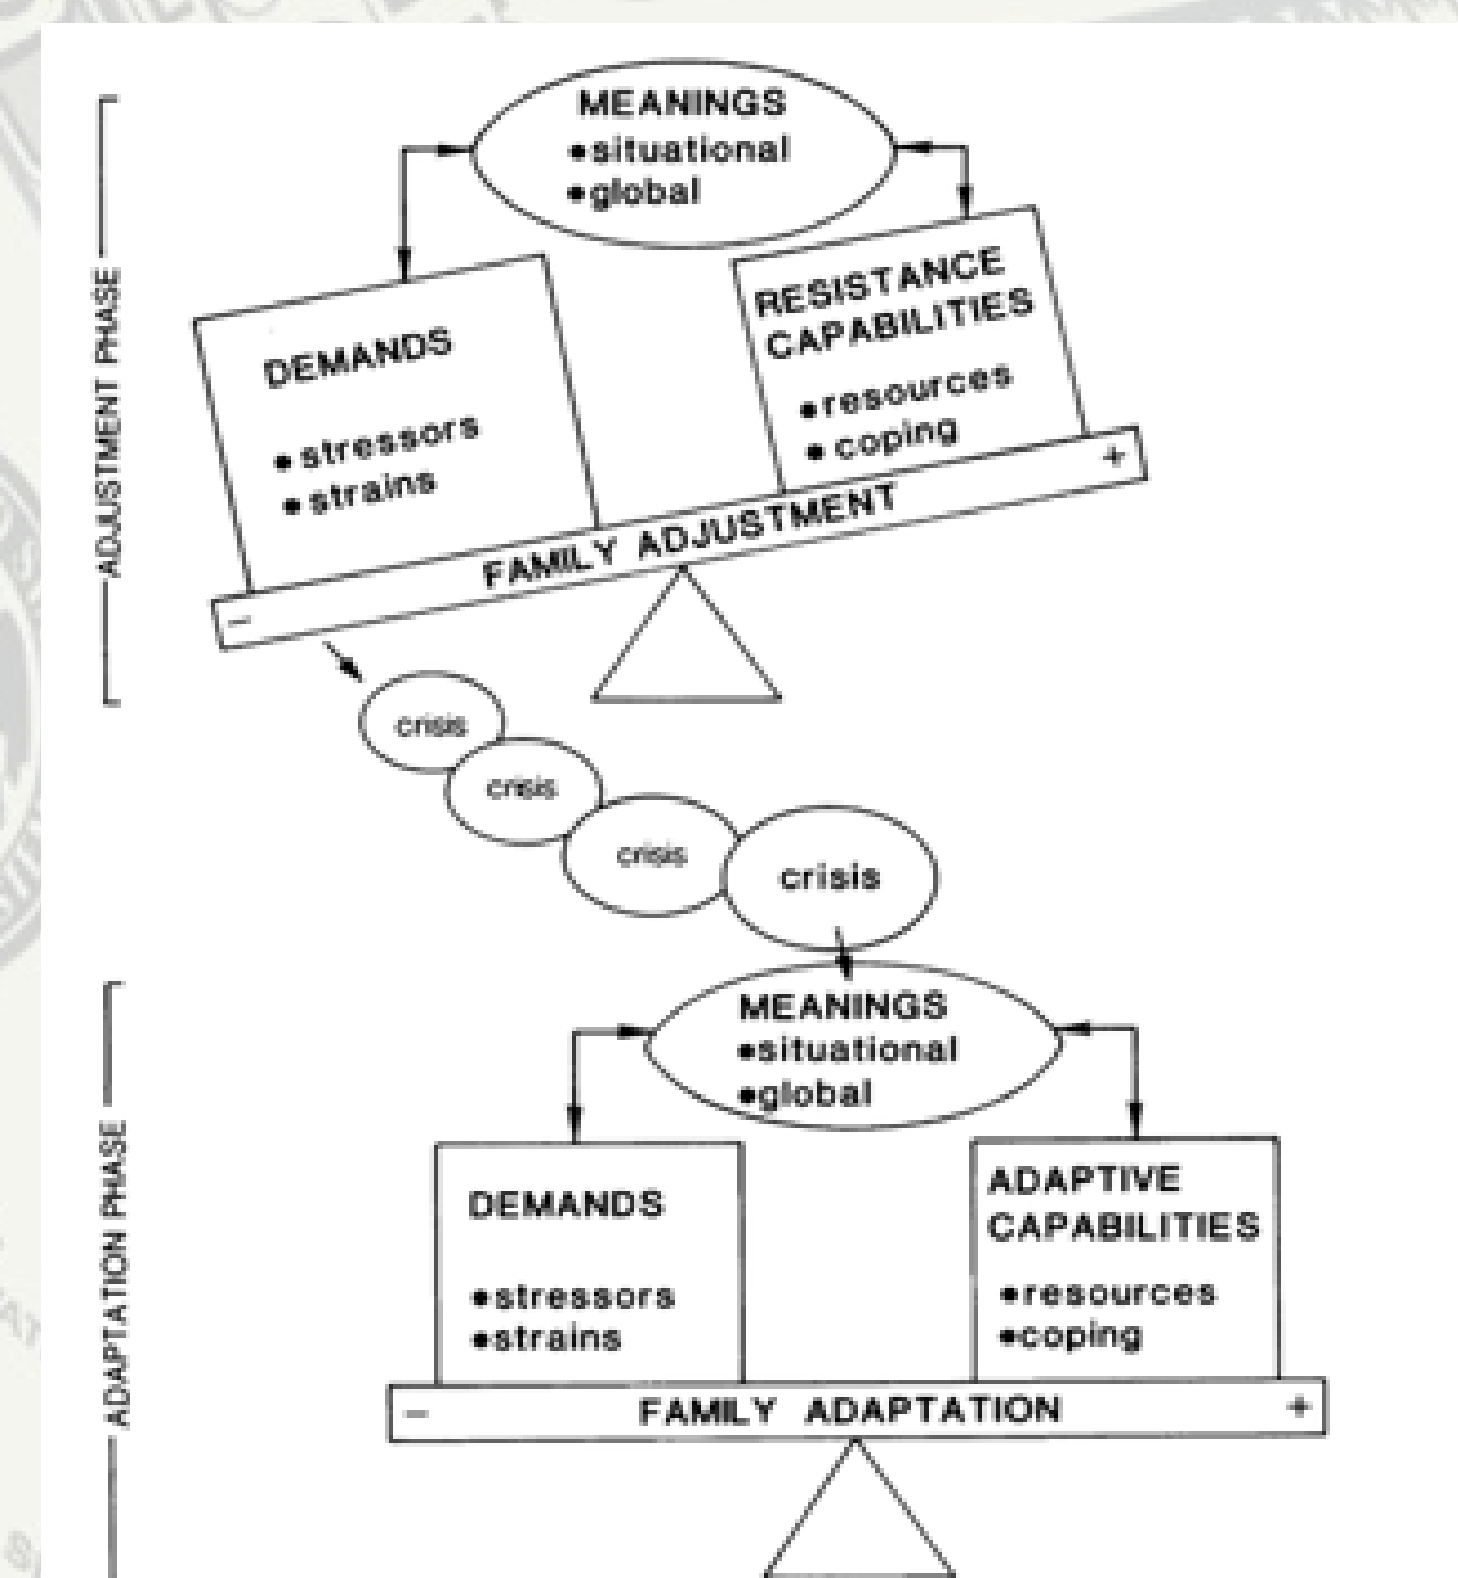 ADJUSTMENT PHASE
MEANINGS
•situational
•global
DEMANDS
•stressors
•strains
RESISTANCE
CAPABILITIES
•resources
•coping
- FAMILY ADJUSTMENT +
crisis
crisis
crisis
crisis
ADAPTATION PHASE
MEANINGS
•situational
•global
DEMANDS
•stressors
•strains
ADAPTIVE
CAPABILITIES
•resources
•coping
- FAMILY ADAPTATION +